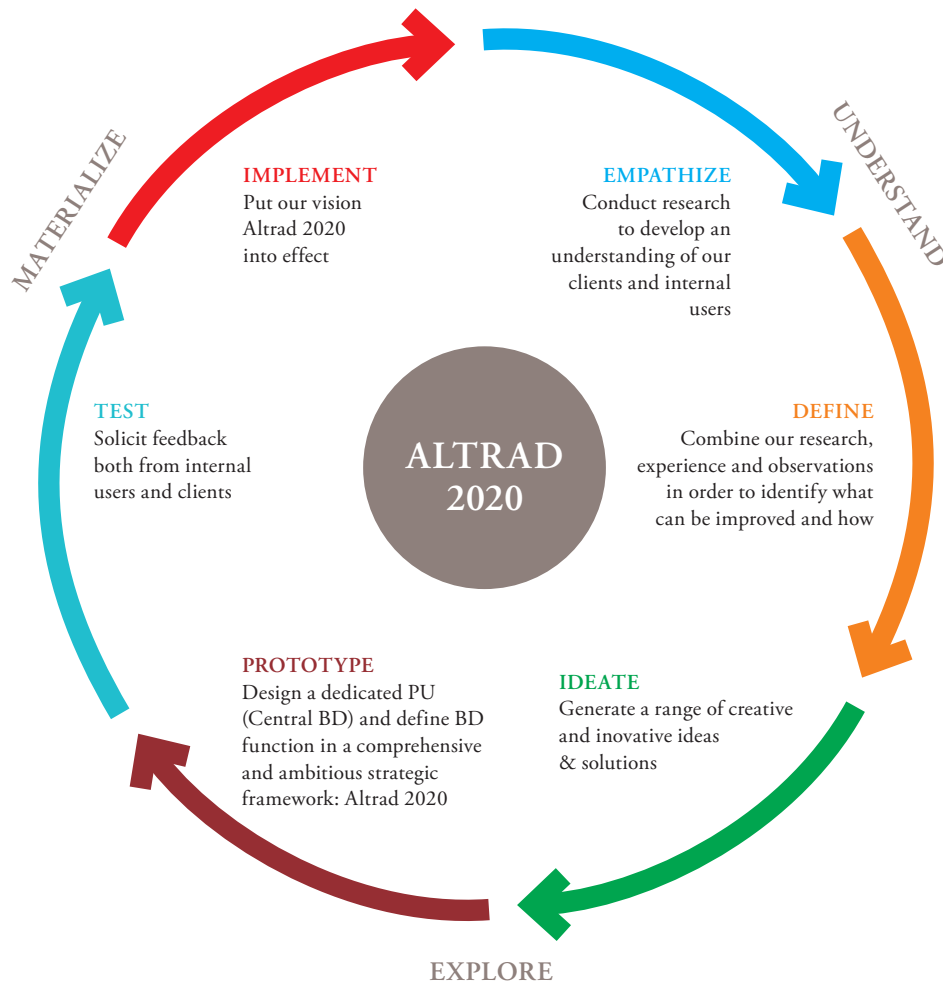 UNDERSTAND
EMPATHIZE
Conduct research
to develop an
understanding of our
clients and internal
users
DEFINE
Combine our research,
experience and observations
in order to identify what
can be improved and how
EXPLORE
IDEATE
Generate a range of creative
and inovative ideas
& solutions
PROTOTYPE
Design a dedicated PU
(Central BD) and define BD
function in a comprehensive
and ambitious strategic
framework: Altrad 2020
MATERIALIZE
TEST
Solicit feedback
both from internal
users and clients
IMPLEMENT
Put our vision
Altrad 2020
into effect
ALTRAD
2020